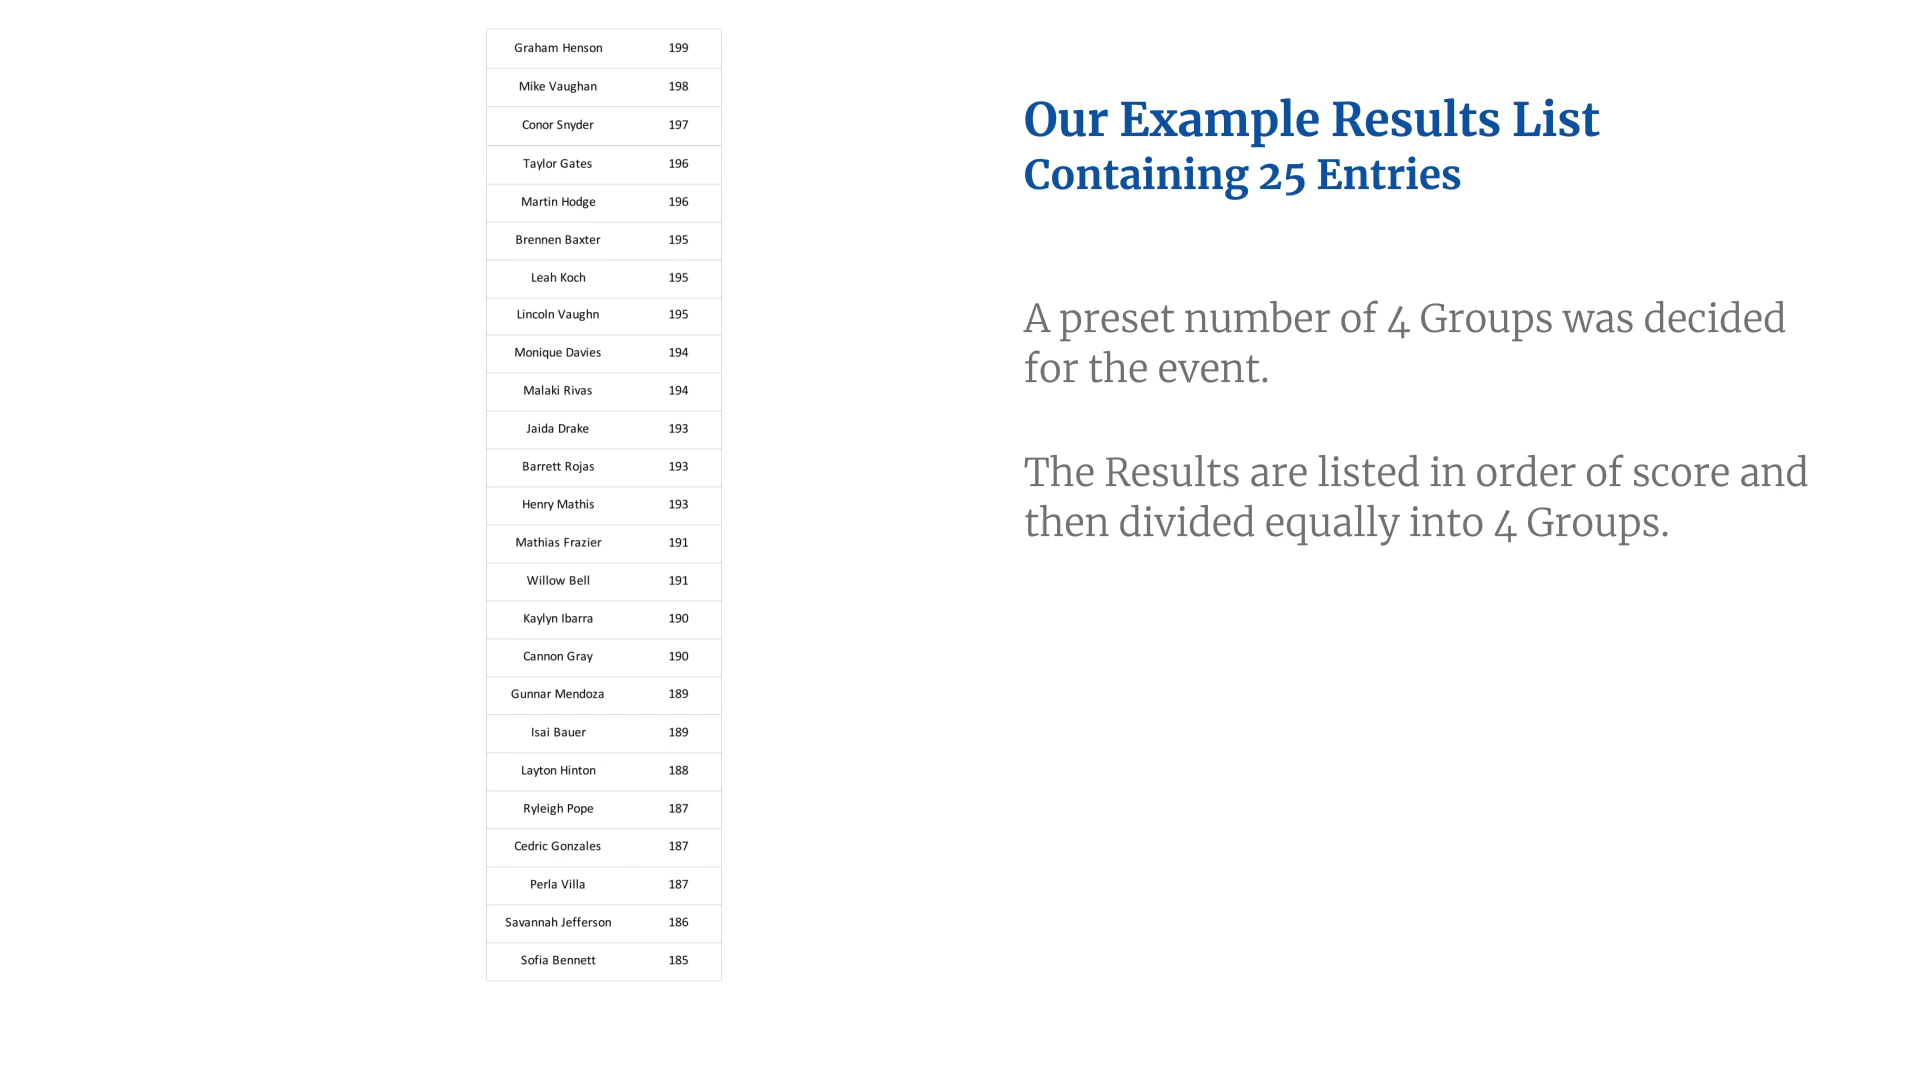 Graham Henson 199
Mike Vaughan 198
Conor Snyder 197
Taylor Gates 196
Martin Hodge 196
Brennen Baxter 195
Leah Koch 195
Lincoln Vaughn 195
Monique Davies 194
Malaki Rivas 194
Jaida Drake 193
Barrett Rojas 193
Henry Mathis 193
Mathias Frazier 191
Willow Bell 191
Kaylyn Ibarra 190
Cannon Gray 190
Gunnar Mendoza 189
Isai Bauer 189
Layton Hinton 188
Ryleigh Pope 187
Cedric Gonzales 187
Perla Villa 187
Savannah Jefferson 186
Sofia Bennett 185
Our Example Results List
Containing 25 Entries
A preset number of 4 Groups was decided
for the event.
The Results are listed in order of score and
then divided equally into 4 Groups.